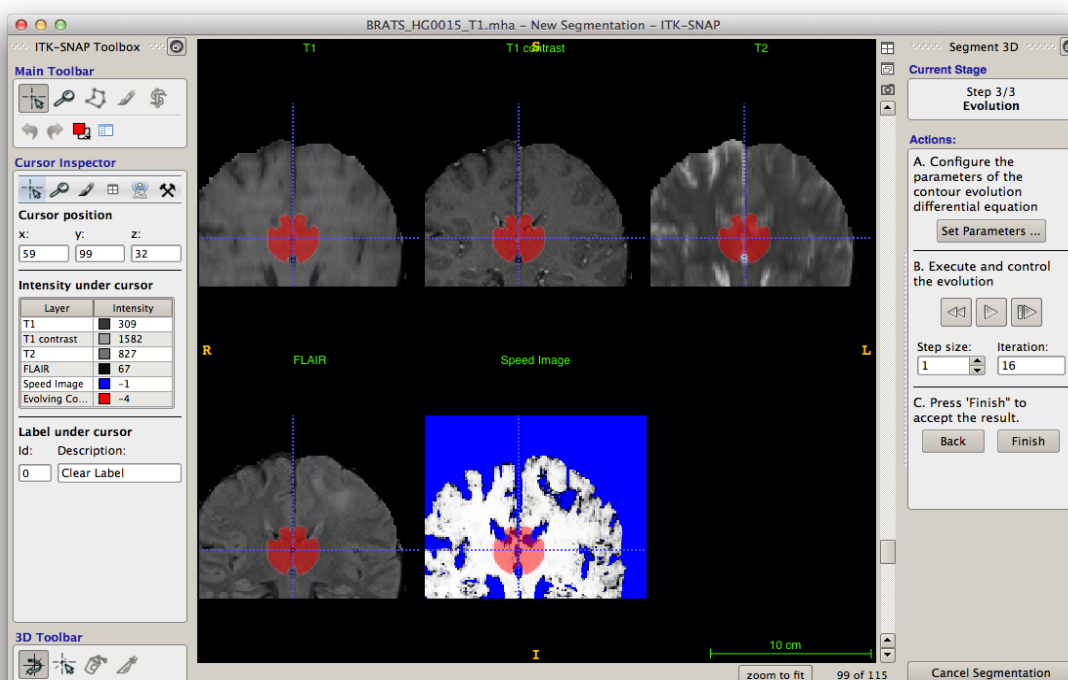 BRATS_HG0015_T1.mha - New Segmentation - ITK-SNAP
ITK-SNAP Toolbox
Main Toolbar
Cursor Inspector
Cursor position
x: y: z:
59 99 32
Intensity under cursor
Layer Intensity
T1 309
T1 contrast 1582
T2 827
FLAIR 67
Speed Image -1
Evolving Co... -4
Label under cursor
Id: Description:
0 Clear Label
3D Toolbar
T1
T1 contrast
S
T2
R
L
FLAIR
Speed Image
I
10 cm
zoom to fit
99 of 115
Segment 3D
Current Stage
Step 3/3
Evolution
Actions:
A. Configure the
parameters of the
contour evolution
differential equation
Set Parameters ...
B. Execute and control
the evolution
Step size: Iteration:
1 16
C. Press 'Finish" to
accept the result.
Back Finish
Cancel Segmentation